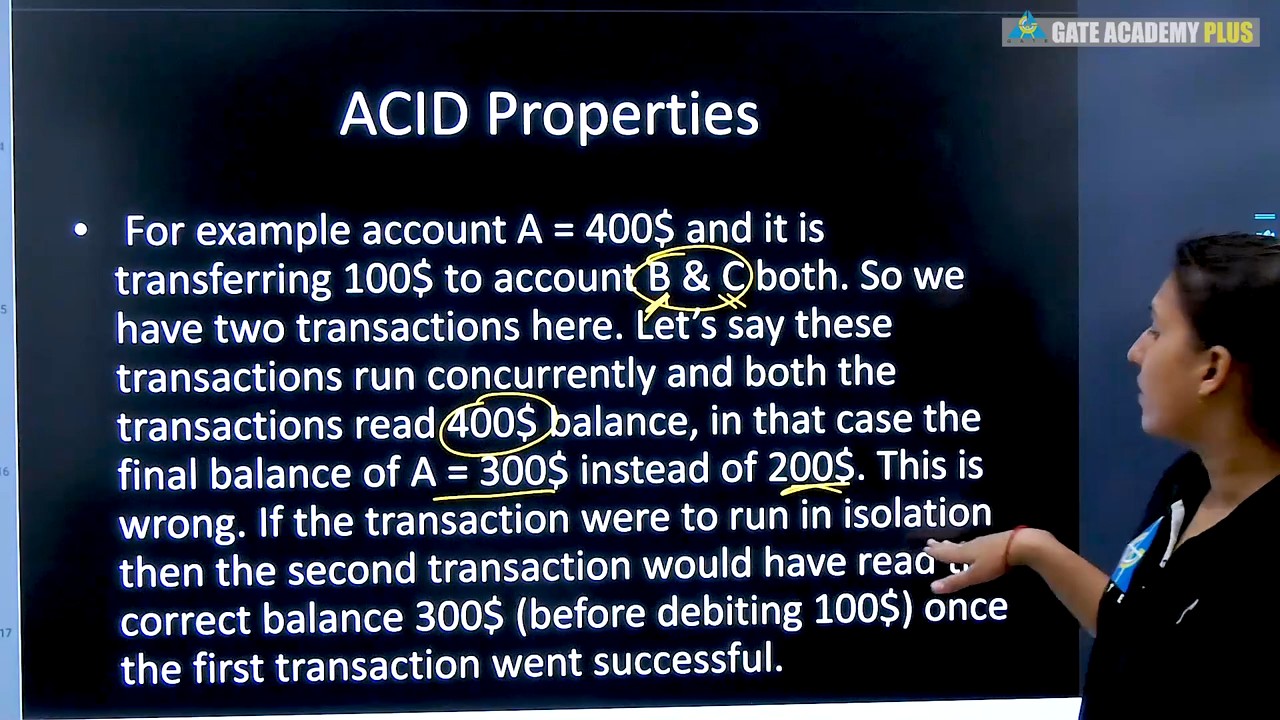 GATE ACADEMY PLUS
ACID Properties
• For example account A = 400$ and it is
transferring 100$ to account B & C both. So we
have two transactions here. Let's say these
transactions run concurrently and both the
transactions read 400$ balance, in that case the
final balance of A = 300$ instead of 200$. This is
wrong. If the transaction were to run in isolation
then the second transaction would have read
correct balance 300$ (before debiting 100$) once
the first transaction went successful.
16
17